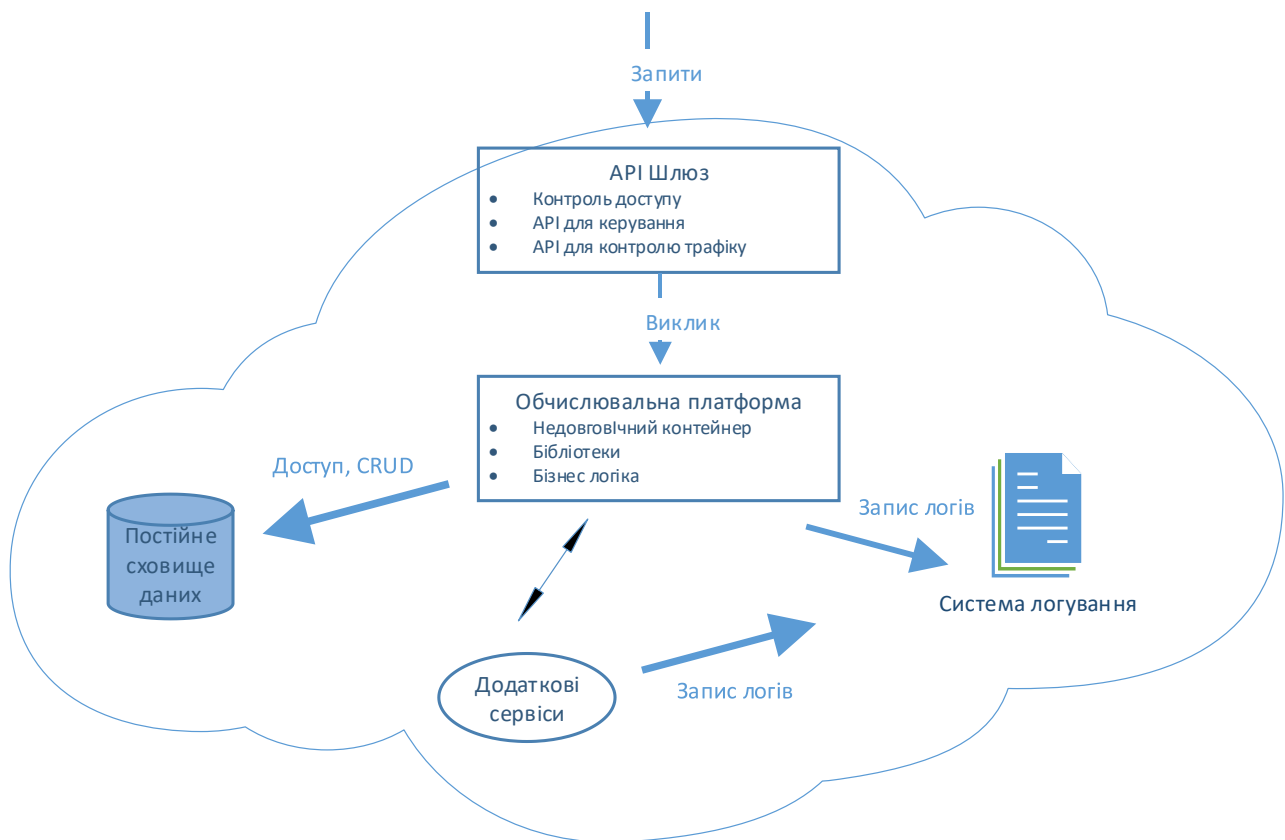 Запити
API Шлюз
• Контроль доступу
• API для керування
• API для контролю трафіку
Виклик
Обчислювальна платформа
• Недовговічний контейнер
• Бібліотеки
• Бізнес логіка
Доступ, CRUD
Запис логів
Постійне
сховище
даних
Система логування
Додаткові
сервіси
Запис логів